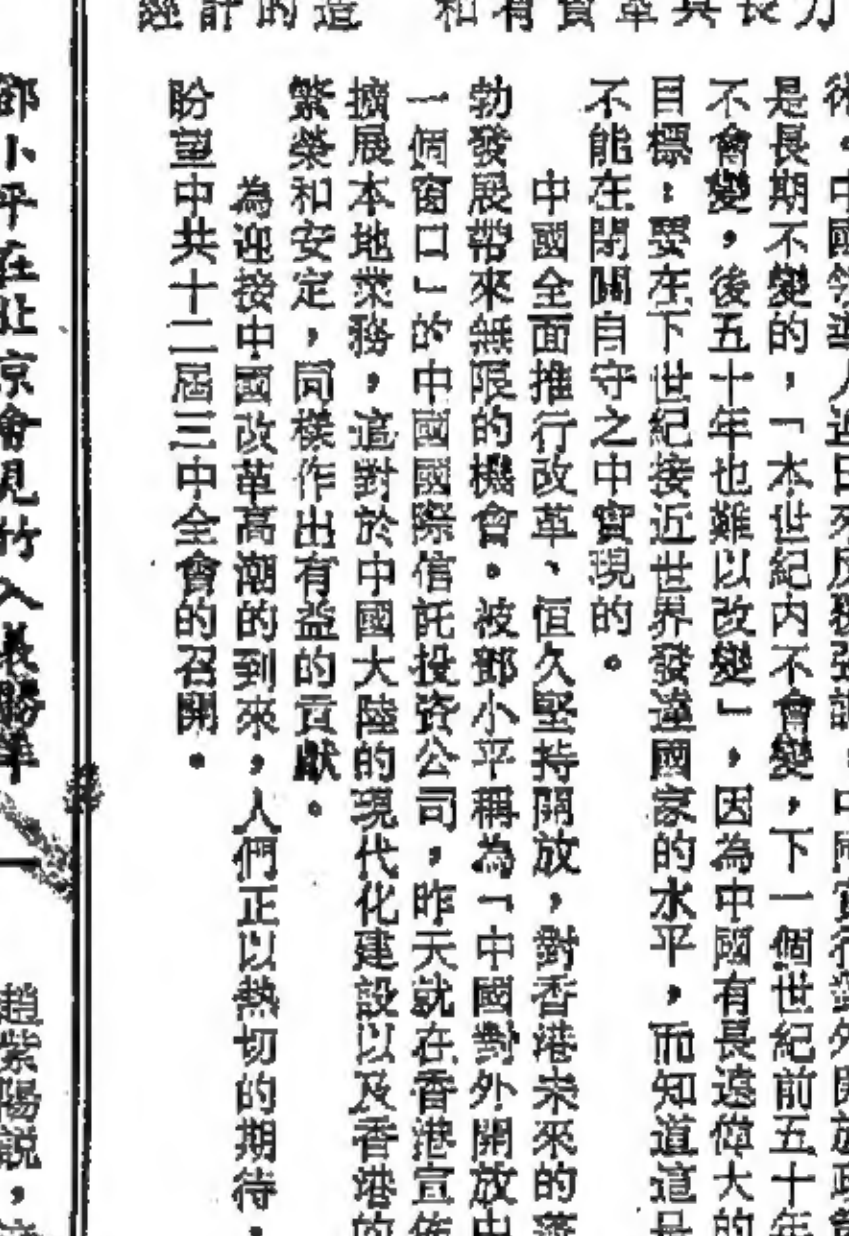 力
長
其
革
資
有
和
造
的
計
經
術。中國領導人近日來反覆強調，中國實行對外開放政策
是長期不變的，「本世紀内不會變，下一個世紀前五十年
不會變，後五十年也難以改變」，因為中國有長遠偉大的
目標：要在下世紀接近世界發達國家的水平，而知道這是
不能在閉關自守之中實現的。
中國全面推行改革、恒久堅持開放，對香港未來的蓬
勃發展帶來無限的機會。被鄧小平稱為「中國對外開放中
一個窗口」的中國國際信託投資公司，昨天就在香港宣佈
擴展本地業務，這對於中國大陸的現代化建設以及香港的
繁榮和安定，同樣作出有益的貢獻。
為迎接中國改革高潮的到來，人們正以熱切的期待，
盼望中共十二屆三中全會的召開。
鄧小平在北京會見竹入義勝等
趙紫陽説，這